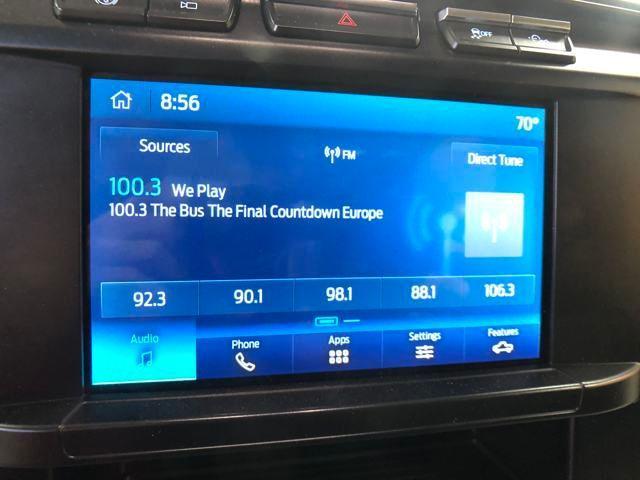 OFF
8:56
70°
Sources
FM
Direct Tune
100.3 We Play
100.3 The Bus The Final Countdown Europe
92.3 90.1 98.1 88.1 106.3
Audio Phone Apps Settings Features